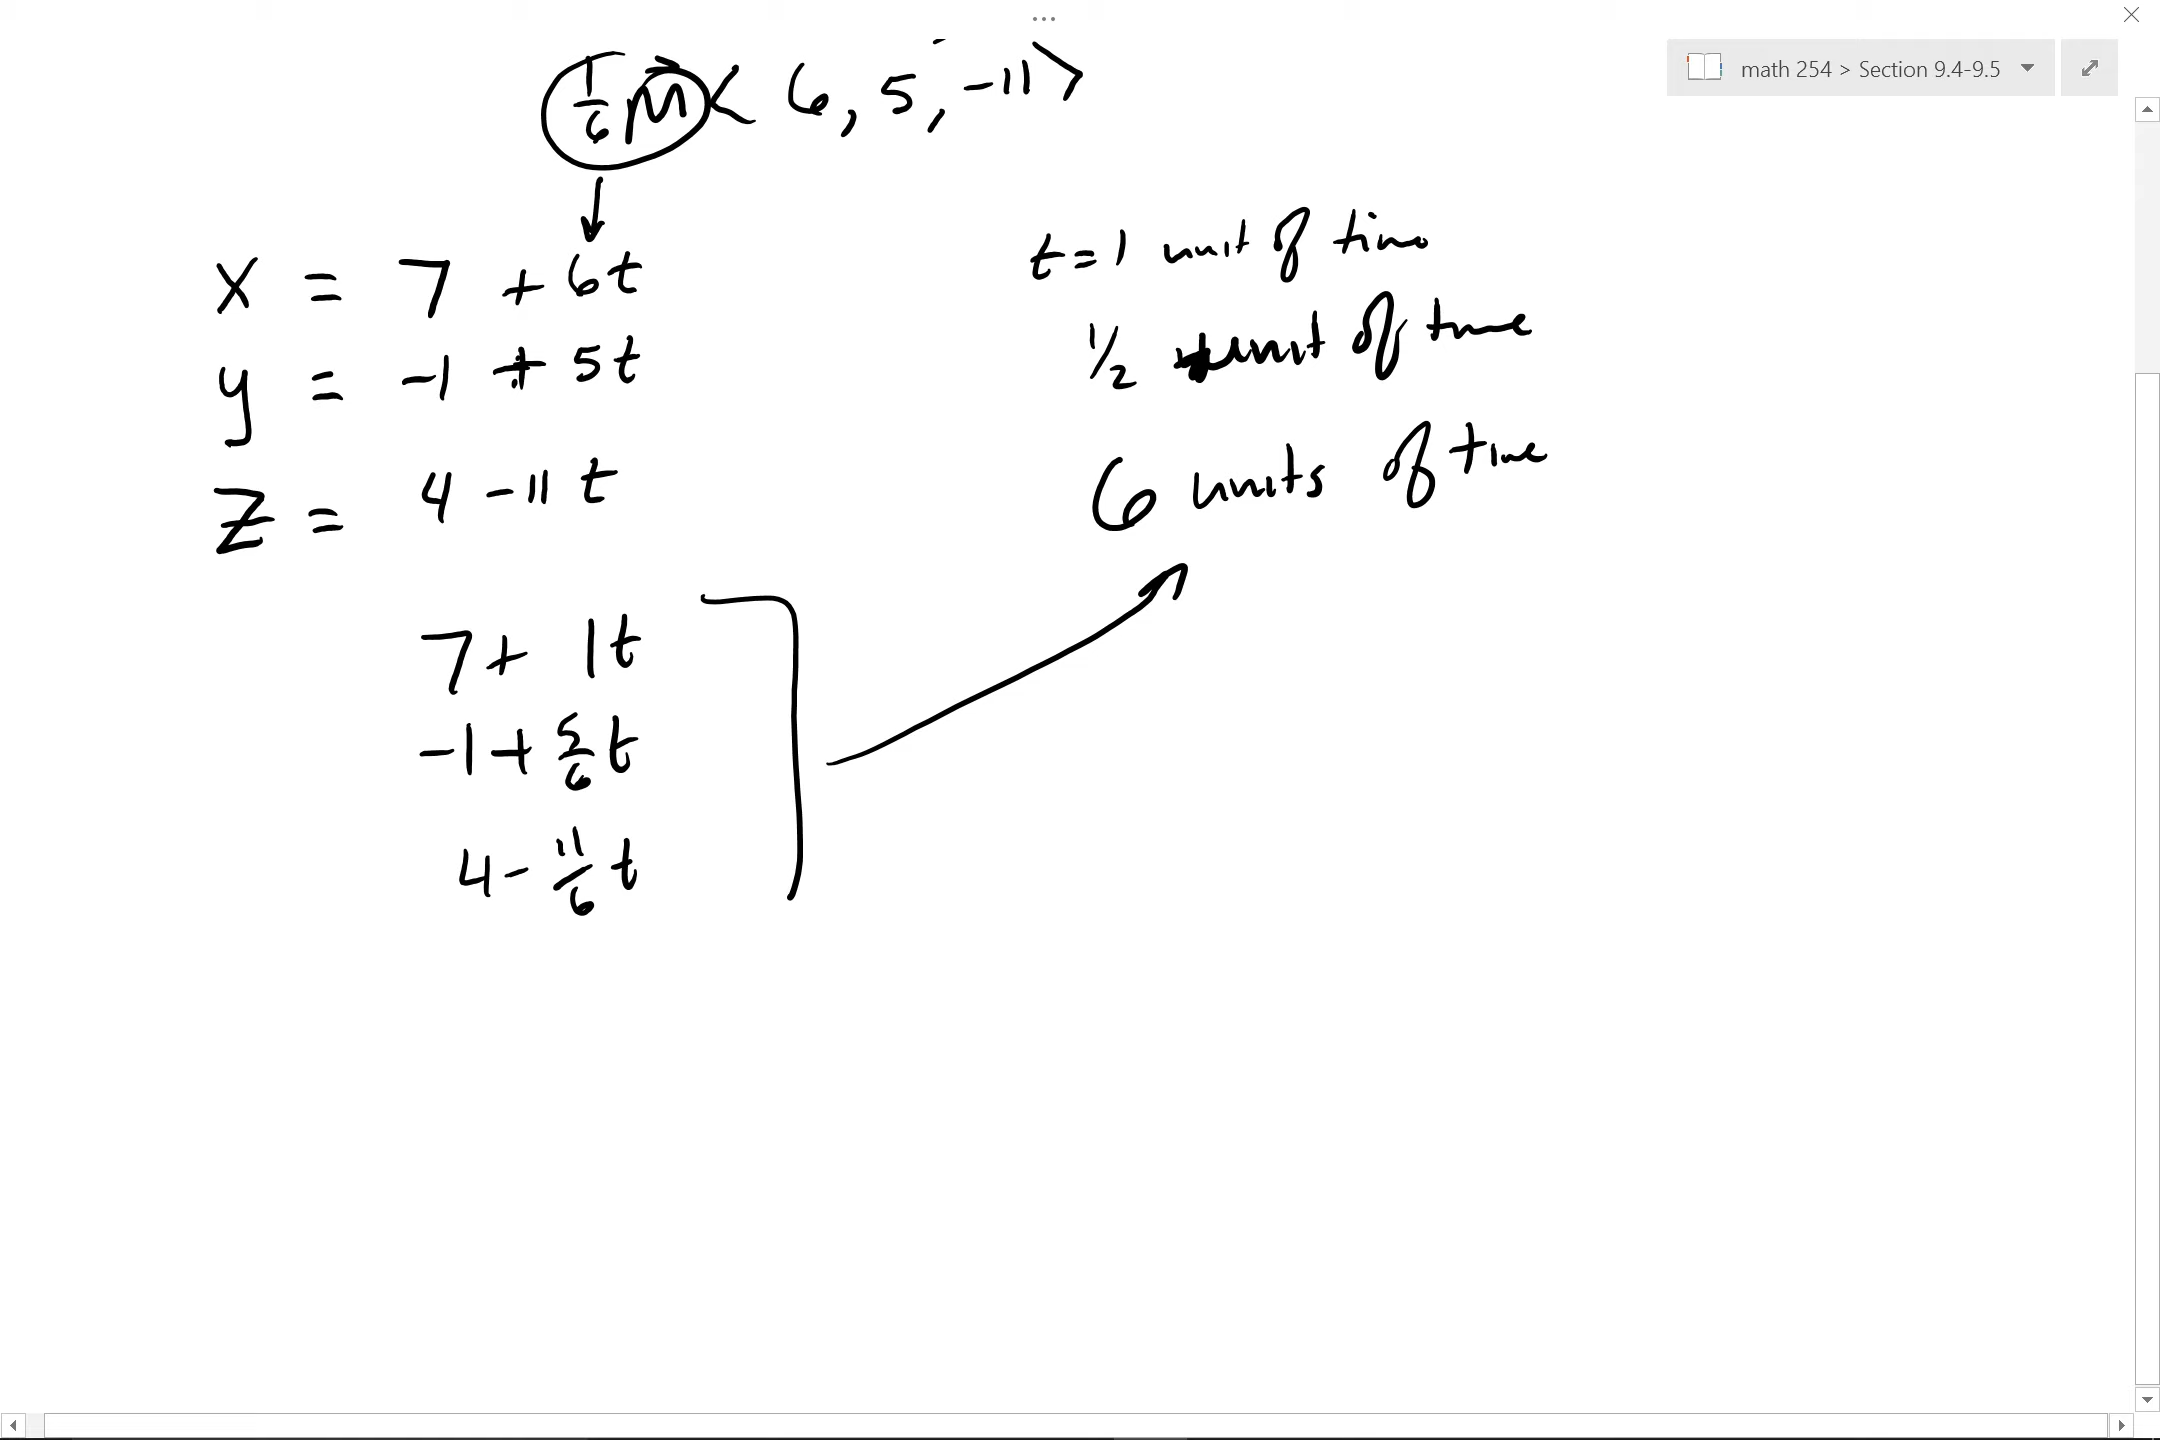 ...
math 254 > Section 9.4-9.5
1/6 m⃗ < 6, 5, -11 >
x = 7 + 6t
y = -1 + 5t
z = 4 - 11 t
t = 1 unit of time
1/2 unit of time
6 units of time
7 + 1t
-1 + 5/6 t
4 - 11/6 t